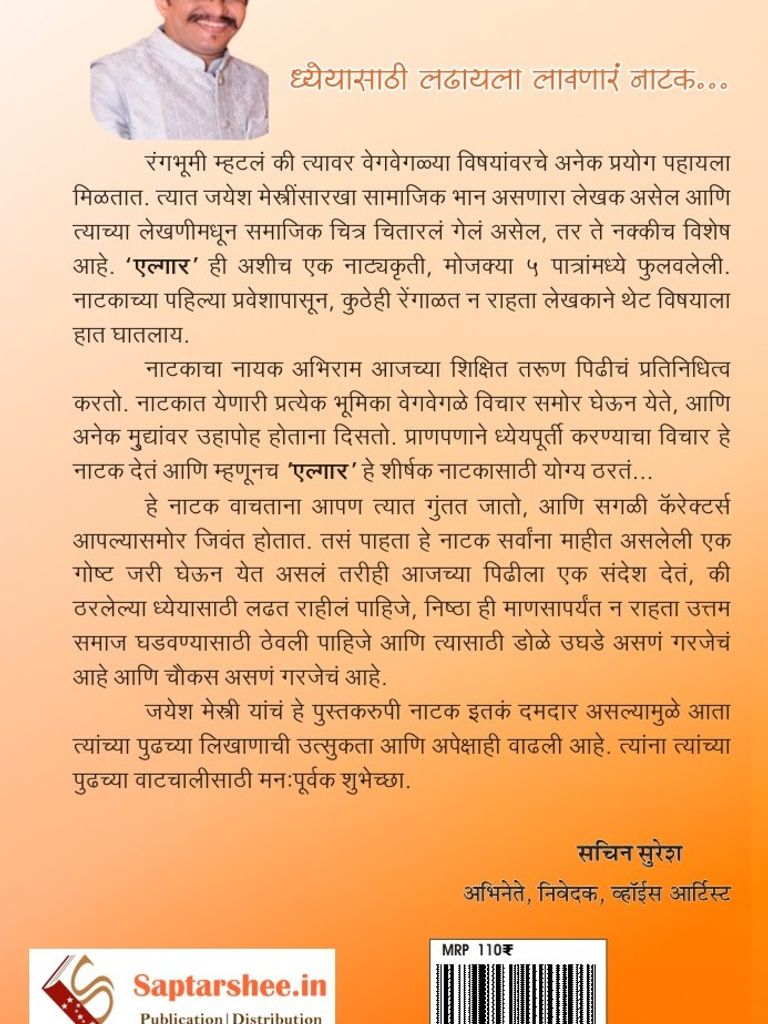 ध्येयासाठी लढायला लावणारं नाटक...
रंगभूमी म्हटलं की त्यावर वेगवेगळ्या विषयांवरचे अनेक प्रयोग पहायला
मिळतात. त्यात जयेश मेस्त्रींसारखा सामाजिक भान असणारा लेखक असेल आणि
त्याच्या लेखणीमधून समाजिक चित्र चितारलं गेलं असेल, तर ते नक्कीच विशेष
आहे. ‘एल्गार’ ही अशीच एक नाट्यकृती, मोजक्या ५ पात्रांमध्ये फुलवलेली.
नाटकाच्या पहिल्या प्रवेशापासून, कुठेही रेंगाळत न राहता लेखकाने थेट विषयाला
हात घातलाय.
नाटकाचा नायक अभिराम आजच्या शिक्षित तरूण पिढीचं प्रतिनिधित्व
करतो. नाटकात येणारी प्रत्येक भूमिका वेगवेगळे विचार समोर घेऊन येते, आणि
अनेक मुद्यांवर उहापोह होताना दिसतो. प्राणपणाने ध्येयपूर्ती करण्याचा विचार हे
नाटक देतं आणि म्हणूनच ’एल्गार’ हे शीर्षक नाटकासाठी योग्य ठरतं...
हे नाटक वाचताना आपण त्यात गुंतत जातो, आणि सगळी कॅरेक्टर्स
आपल्यासमोर जिवंत होतात. तसं पाहता हे नाटक सर्वांना माहीत असलेली एक
गोष्ट जरी घेऊन येत असलं तरीही आजच्या पिढीला एक संदेश देतं, की
ठरलेल्या ध्येयासाठी लढत राहीलं पाहिजे, निष्ठा ही माणसापर्यंत न राहता उत्तम
समाज घडवण्यासाठी ठेवली पाहिजे आणि त्यासाठी डोळे उघडे असणं गरजेचं
आहे आणि चौकस असणं गरजेचं आहे.
जयेश मेस्त्री यांचं हे पुस्तकरुपी नाटक इतकं दमदार असल्यामुळे आता
त्यांच्या पुढच्या लिखाणाची उत्सुकता आणि अपेक्षाही वाढली आहे. त्यांना त्यांच्या
पुढच्या वाटचालीसाठी मनःपूर्वक शुभेच्छा.
सचिन सुरेश
अभिनेते, निवेदक, व्हॉईस आर्टिस्ट
MRP 110₹
Saptarshee.in
Publication|Distribution